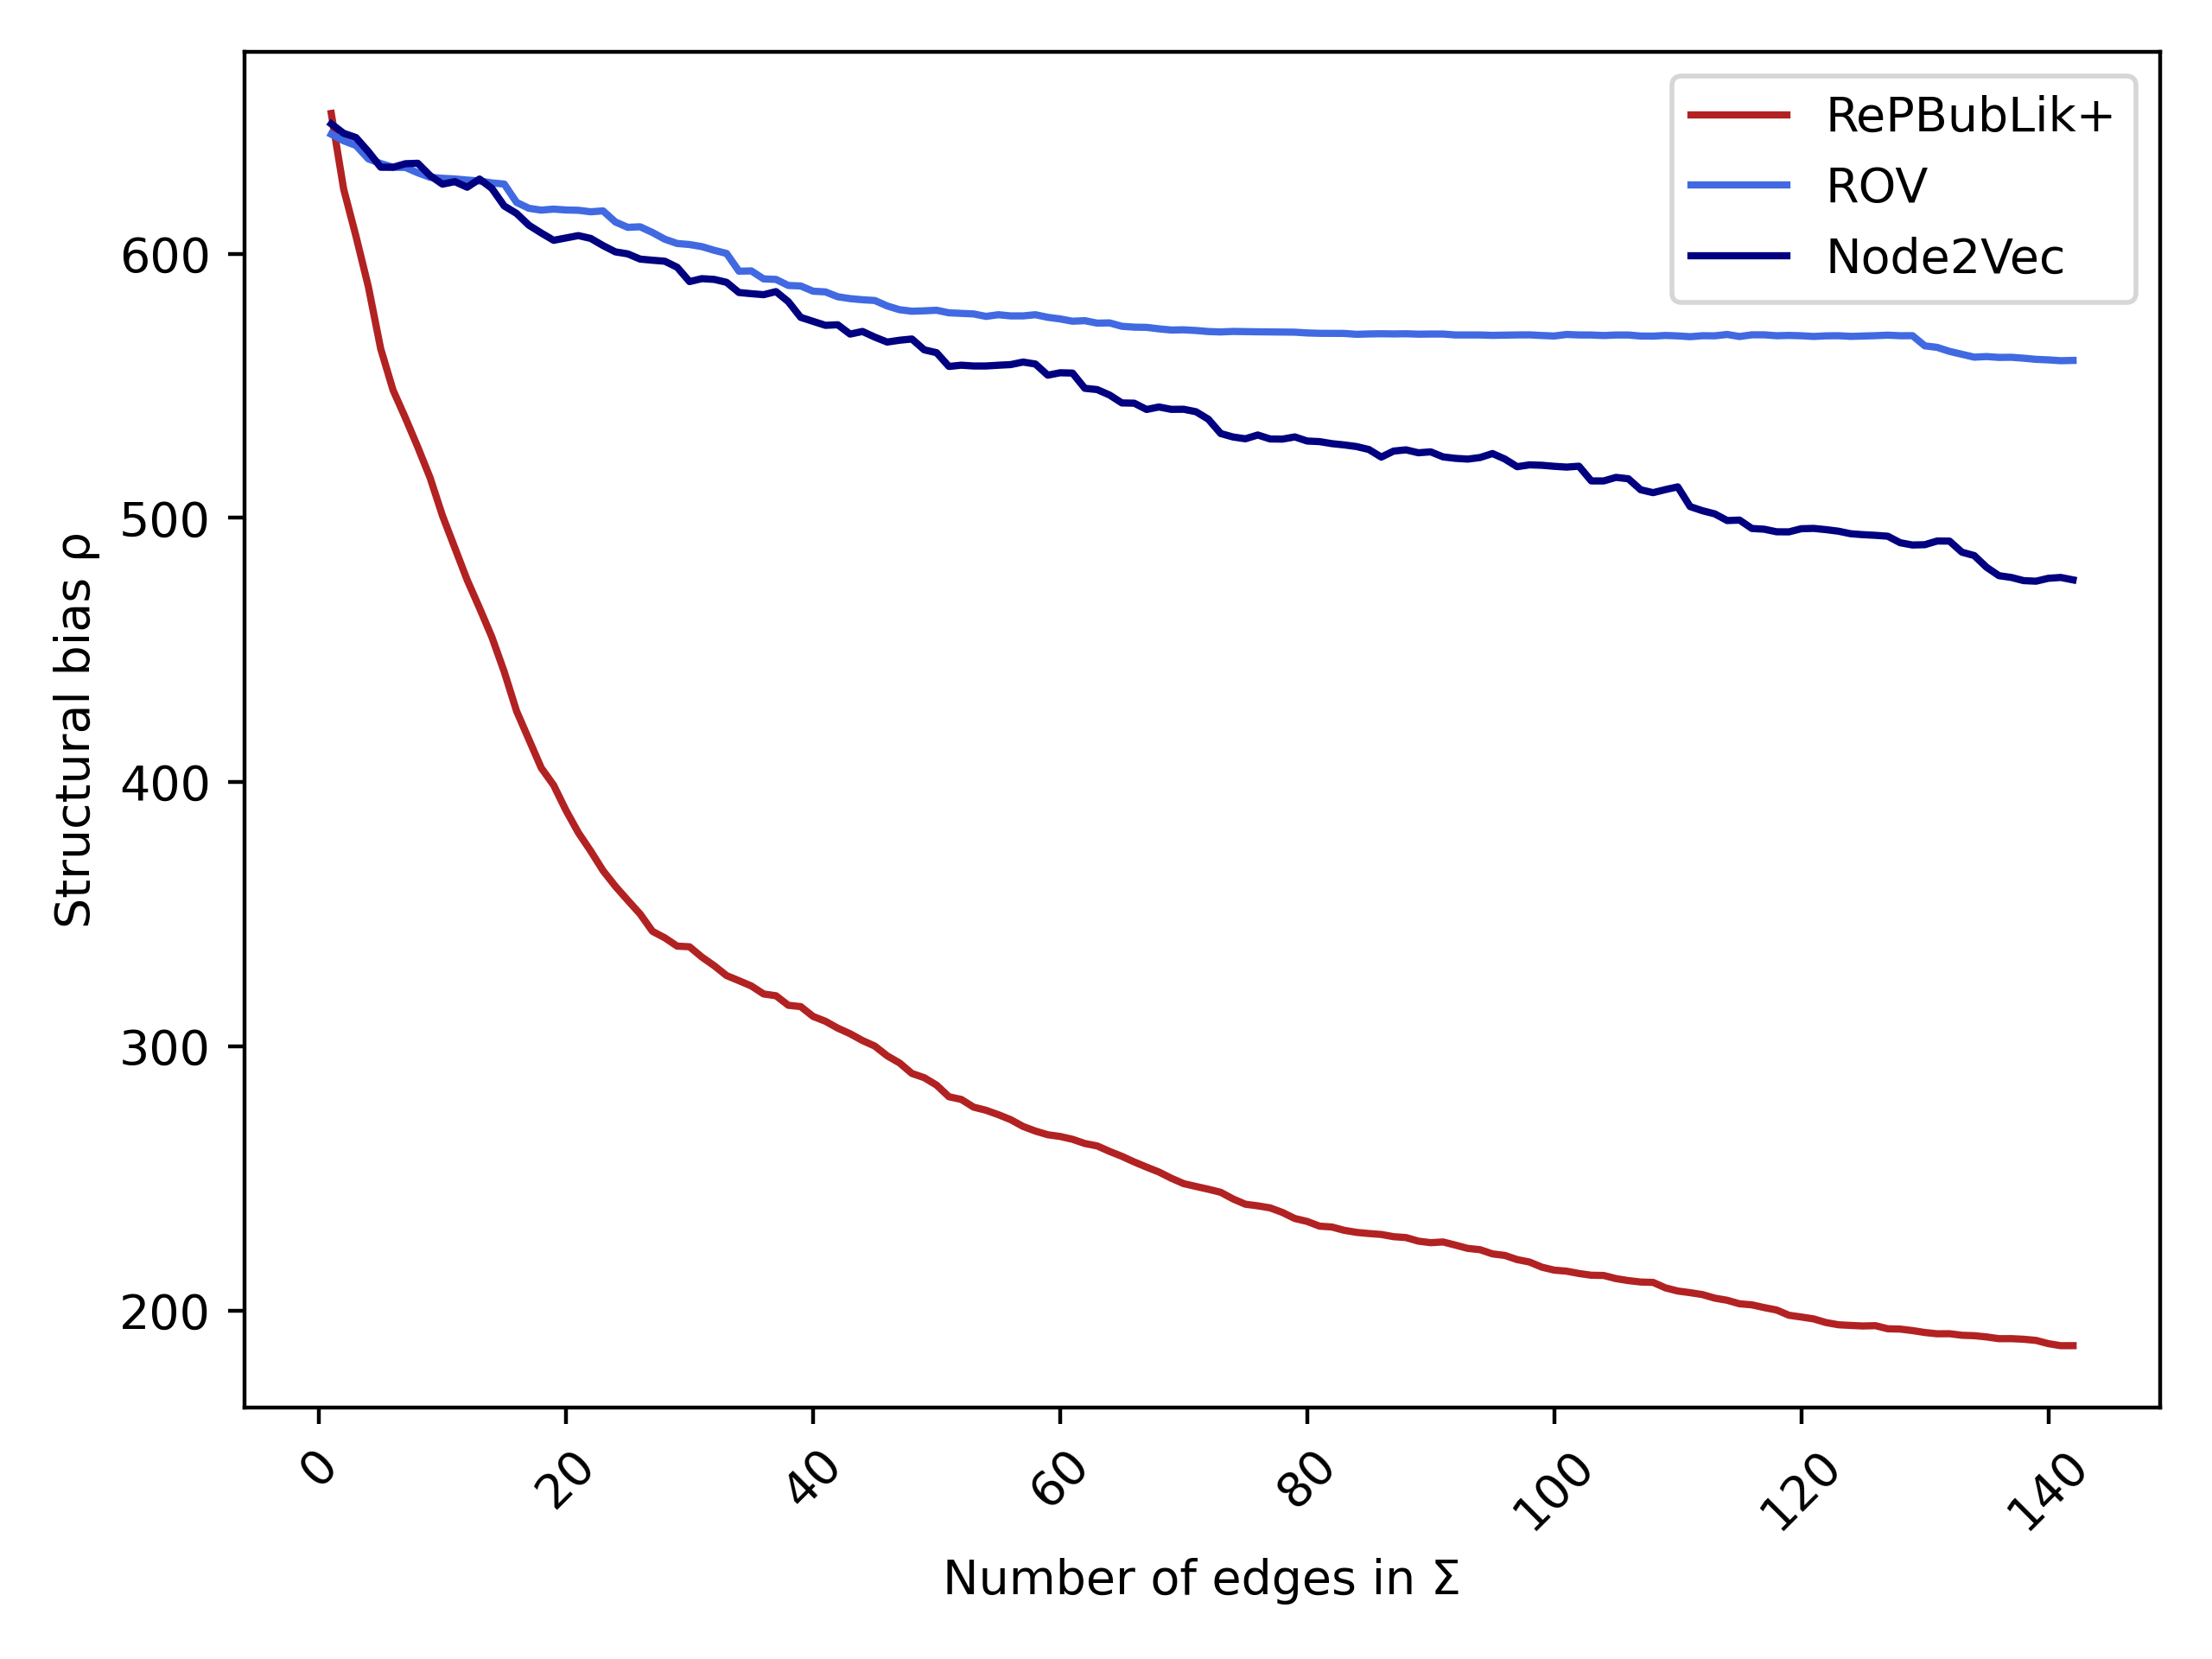 RePBubLik+
ROV
Node2Vec
Structural bias ρ
600
500
400
300
200
0
20
40
60
80
100
120
140
Number of edges in Σ